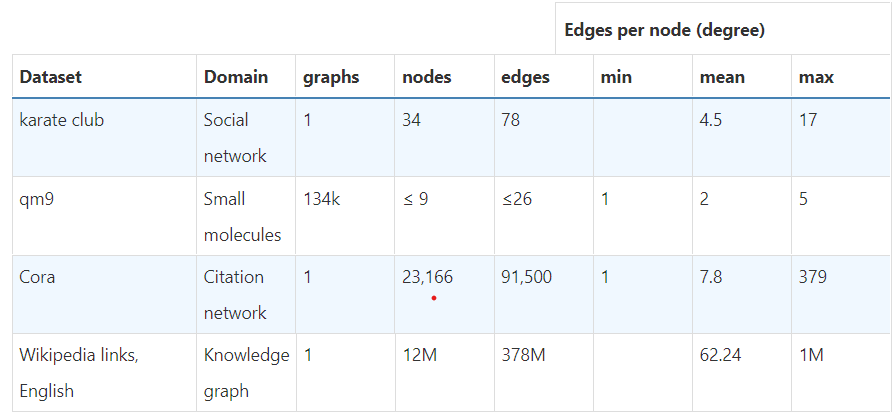 Edges per node (degree)
Dataset Domain graphs nodes edges min mean max
karate club Social network 1 34 78 4.5 17
qm9 Small molecules 134k ≤ 9 ≤26 1 2 5
Cora Citation network 1 23,166 91,500 1 7.8 379
Wikipedia links, English Knowledge graph 1 12M 378M 62.24 1M